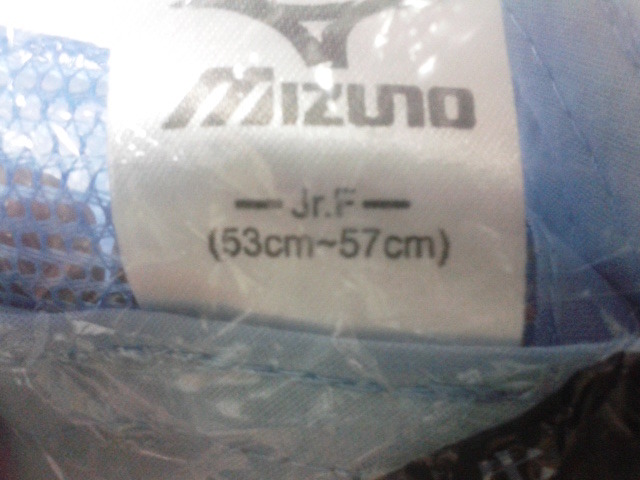 MIZUNO
— Jr.F —
(53cm~57cm)